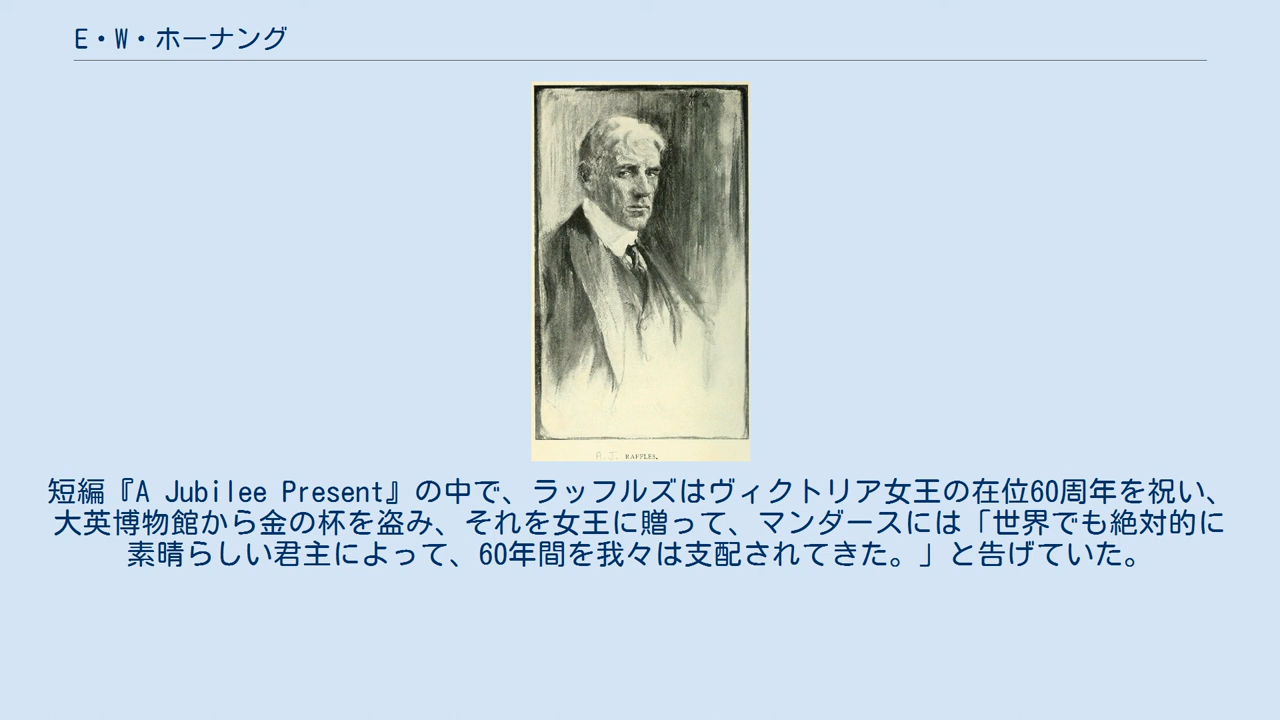 E・W・ホーナング
A.J. RAFFLES.
短編『A Jubilee Present』の中で、ラッフルズはヴィクトリア女王の在位60周年を祝い、
大英博物館から金の杯を盗み、それを女王に贈って、マンダースには「世界でも絶対的に
素晴らしい君主によって、60年間を我々は支配されてきた。」と告げていた。